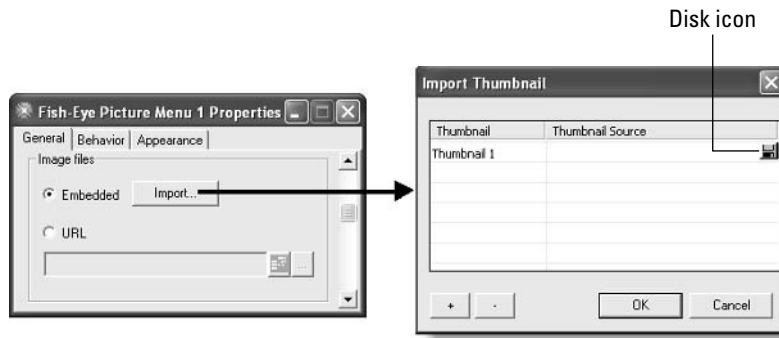 Disk icon
Fish-Eye Picture Menu 1 Properties
General Behavior Appearance
Image files
Embedded Import...
URL
...
Import Thumbnail
Thumbnail Thumbnail Source
Thumbnail 1
+ - OK Cancel